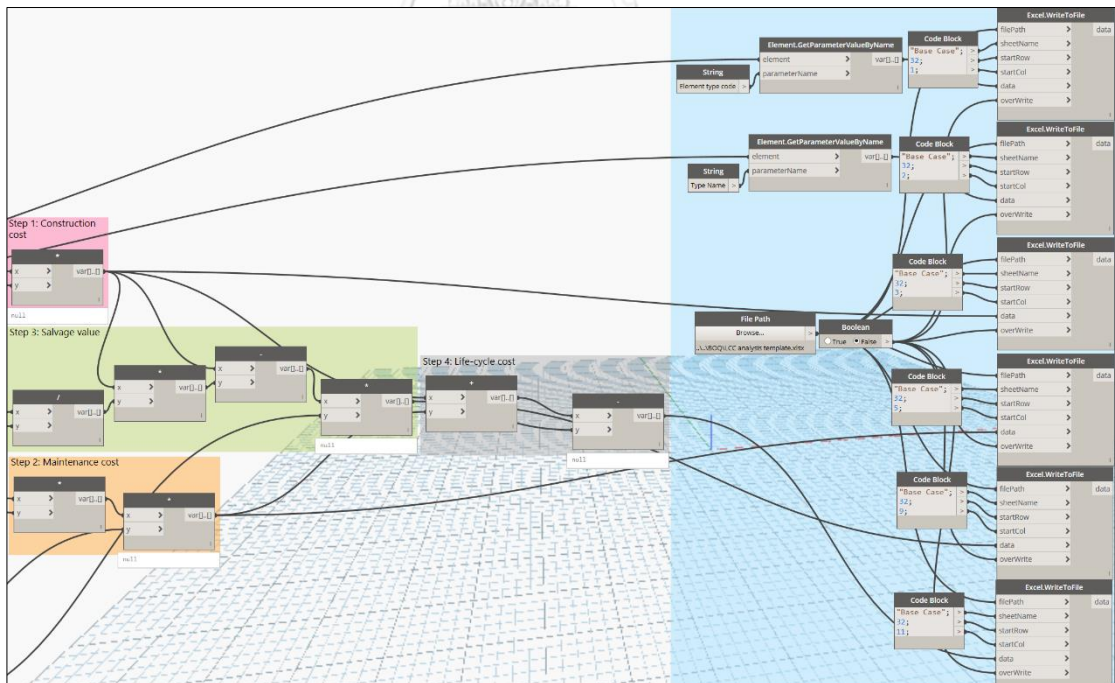 Excel.WriteToFile
filePath > data
sheetName >
startRow >
startCol >
data >
overWrite >
Code Block
"Base Case"; >
32; >
1; >
Element.GetParameterValueByName
element > var[]..[]
parameterName >
String
Element type code >
Excel.WriteToFile
filePath > data
sheetName >
startRow >
startCol >
data >
overWrite >
Code Block
"Base Case"; >
32; >
2; >
Element.GetParameterValueByName
element > var[]..[]
parameterName >
String
Type Name >
Step 1: Construction
cost
*
x > var[]..[]
y >
null
Excel.WriteToFile
filePath > data
sheetName >
startRow >
startCol >
data >
overWrite >
Code Block
"Base Case"; >
32; >
3; >
File Path
Browse... >
.\..\BOQ\LCC analysis template.xlsx
Boolean
True False >
Step 3: Salvage value
/
x > var[]..[]
y >
*
x > var[]..[]
y >
-
x > var[]..[]
y >
*
x > var[]..[]
y >
null
Step 4: Life-cycle cost
+
x > var[]..[]
y >
-
x > var[]..[]
y >
null
Excel.WriteToFile
filePath > data
sheetName >
startRow >
startCol >
data >
overWrite >
Code Block
"Base Case"; >
32; >
5; >
Step 2: Maintenance cost
*
x > var[]..[]
y >
*
x > var[]..[]
y >
null
Excel.WriteToFile
filePath > data
sheetName >
startRow >
startCol >
data >
overWrite >
Code Block
"Base Case"; >
32; >
9; >
Excel.WriteToFile
filePath > data
sheetName >
startRow >
startCol >
data >
overWrite >
Code Block
"Base Case"; >
32; >
11; >